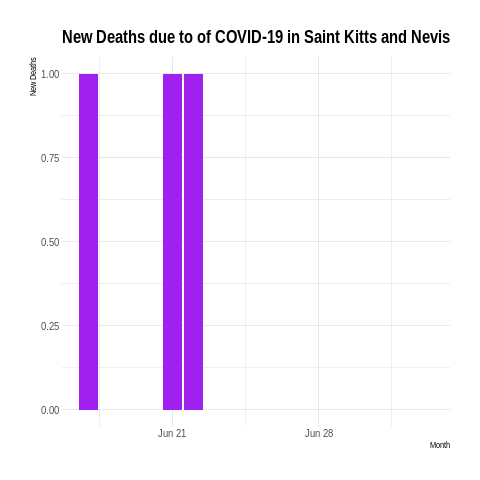 New Deaths due to of COVID-19 in Saint Kitts and Nevis
New Deaths
1.00
0.75
0.50
0.25
0.00
Jun 21
Jun 28
Month